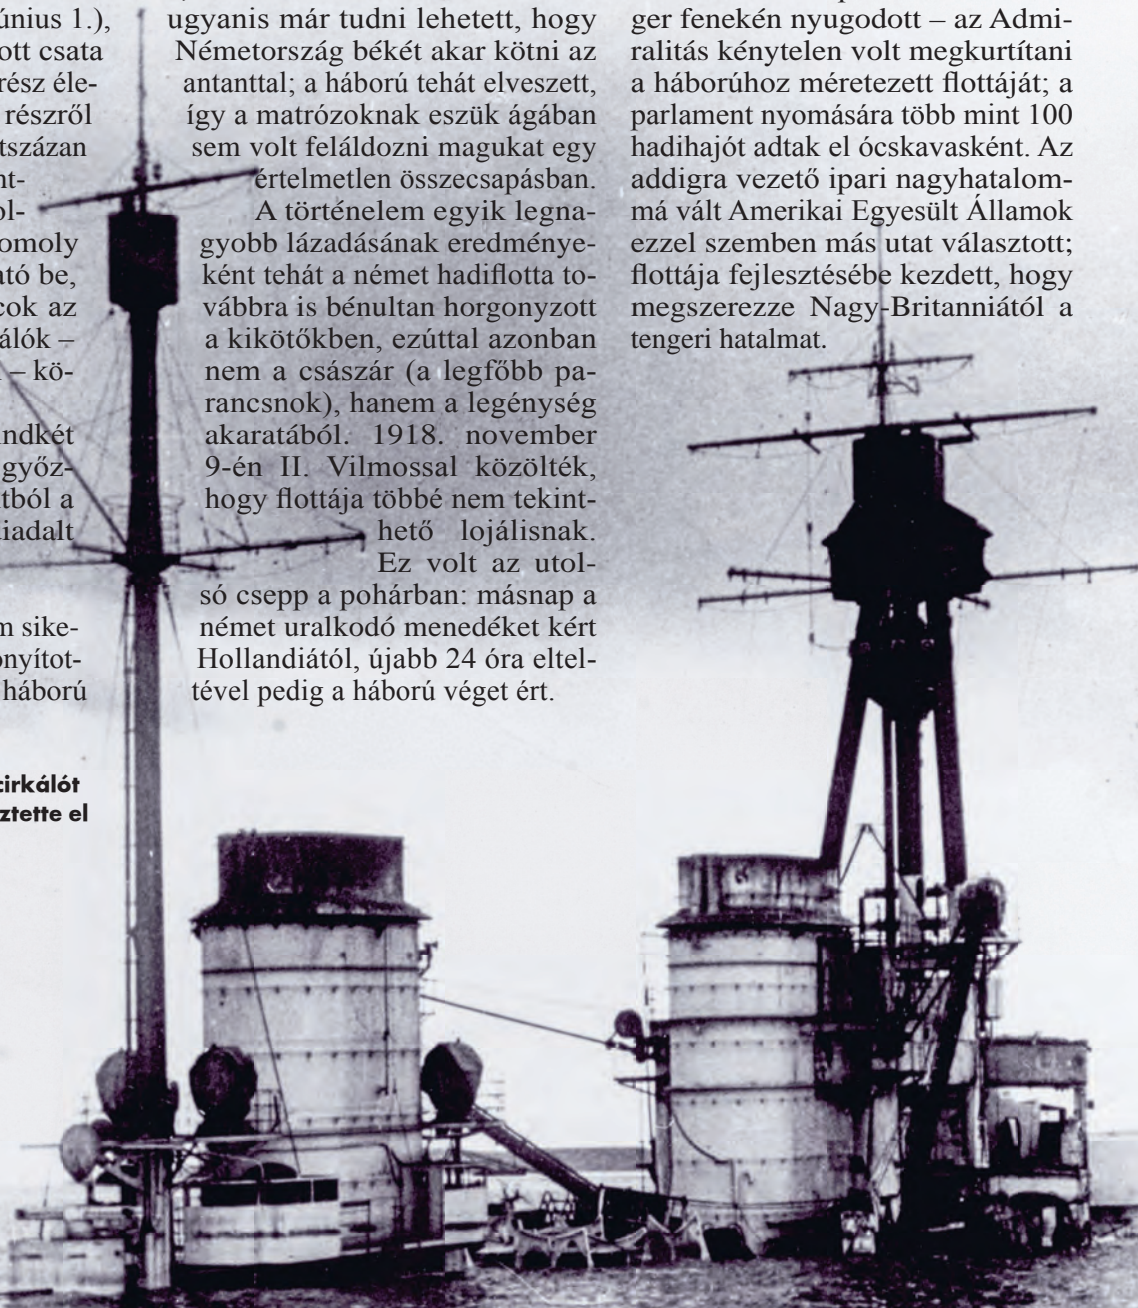 únius 1.),
ott csata
rész éle-
részről
tszázan
nt-
ol-
omoly
ató be,
cok az
álók –
– kö-
indkét
győz-
tból a
iadalt
m sike-
onyítot-
háború
cirkálót
ztette el
ugyanis már tudni lehetett, hogy
Németország békét akar kötni az
antanttal; a háború tehát elveszett,
így a matrózoknak eszük ágában
sem volt feláldozni magukat egy
értelmetlen összecsapásban.
A történelem egyik legna-
gyobb lázadásának eredménye-
ként tehát a német hadiflotta to-
vábbra is bénultan horgonyzott
a kikötőkben, ezúttal azonban
nem a császár (a legfőbb pa-
rancsnok), hanem a legénység
akaratából. 1918. november
9-én II. Vilmossal közölték,
hogy flottája többé nem tekint-
hető lojálisnak.
Ez volt az utol-
só csepp a pohárban: másnap a
német uralkodó menedéket kért
Hollandiától, újabb 24 óra eltel-
tével pedig a háború véget ért.
ger fenekén nyugodott – az Admi-
ralitás kénytelen volt megkurtítani
a háborúhoz méretezett flottáját; a
parlament nyomására több mint 100
hadihajót adtak el ócskavasként. Az
addigra vezető ipari nagyhatalom-
má vált Amerikai Egyesült Államok
ezzel szemben más utat választott;
flottája fejlesztésébe kezdett, hogy
megszerezze Nagy-Britanniától a
tengeri hatalmat.